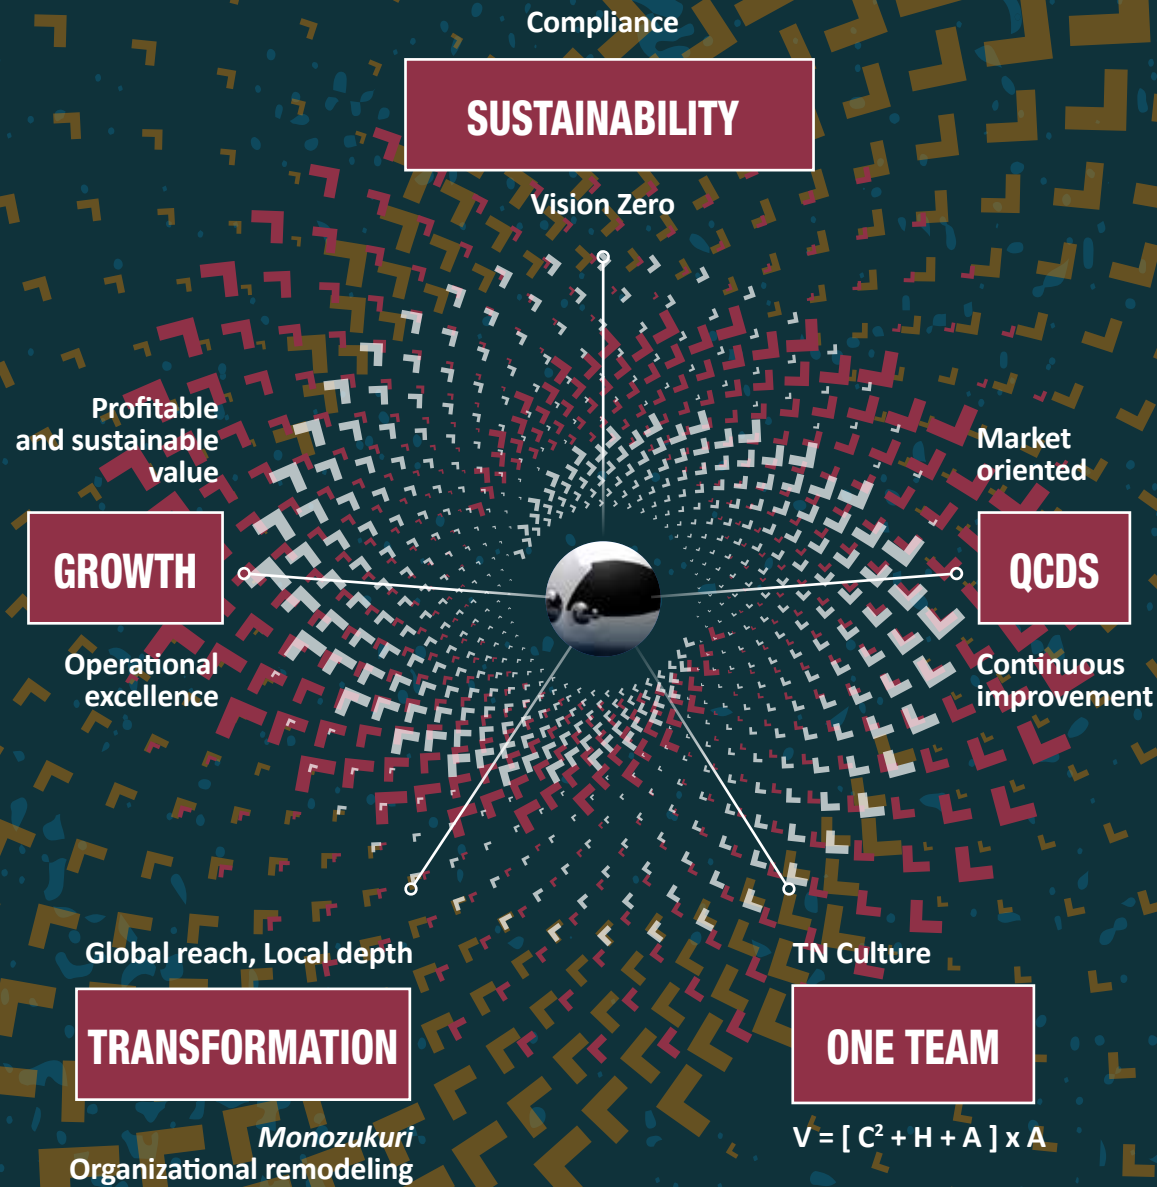 Compliance
SUSTAINABILITY
Vision Zero
Profitable
and sustainable
value
GROWTH
Operational
excellence
Market
oriented
QCDS
Continuous
improvement
Global reach, Local depth
TRANSFORMATION
Monozukuri
Organizational remodeling
TN Culture
ONE TEAM
V = [ C² + H + A ] x A